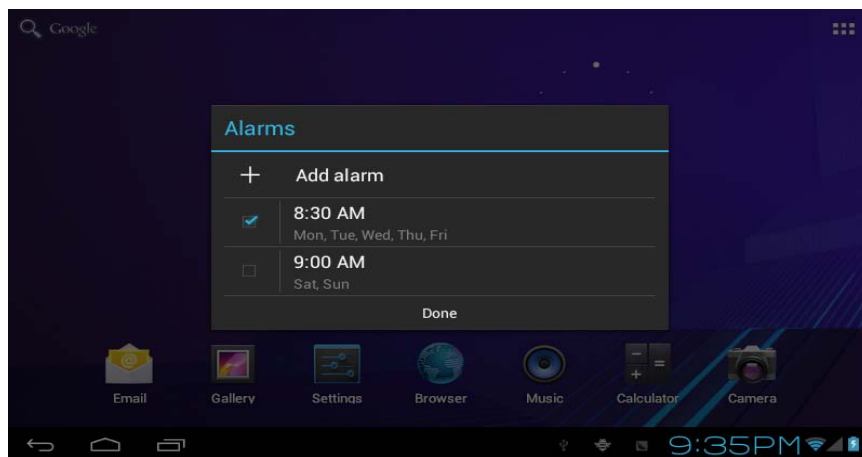 Google
Alarms
Add alarm
8:30 AM
Mon, Tue, Wed, Thu, Fri
9:00 AM
Sat, Sun
Done
Email
Gallery
Settings
Browser
Music
Calculator
Camera
9:35PM